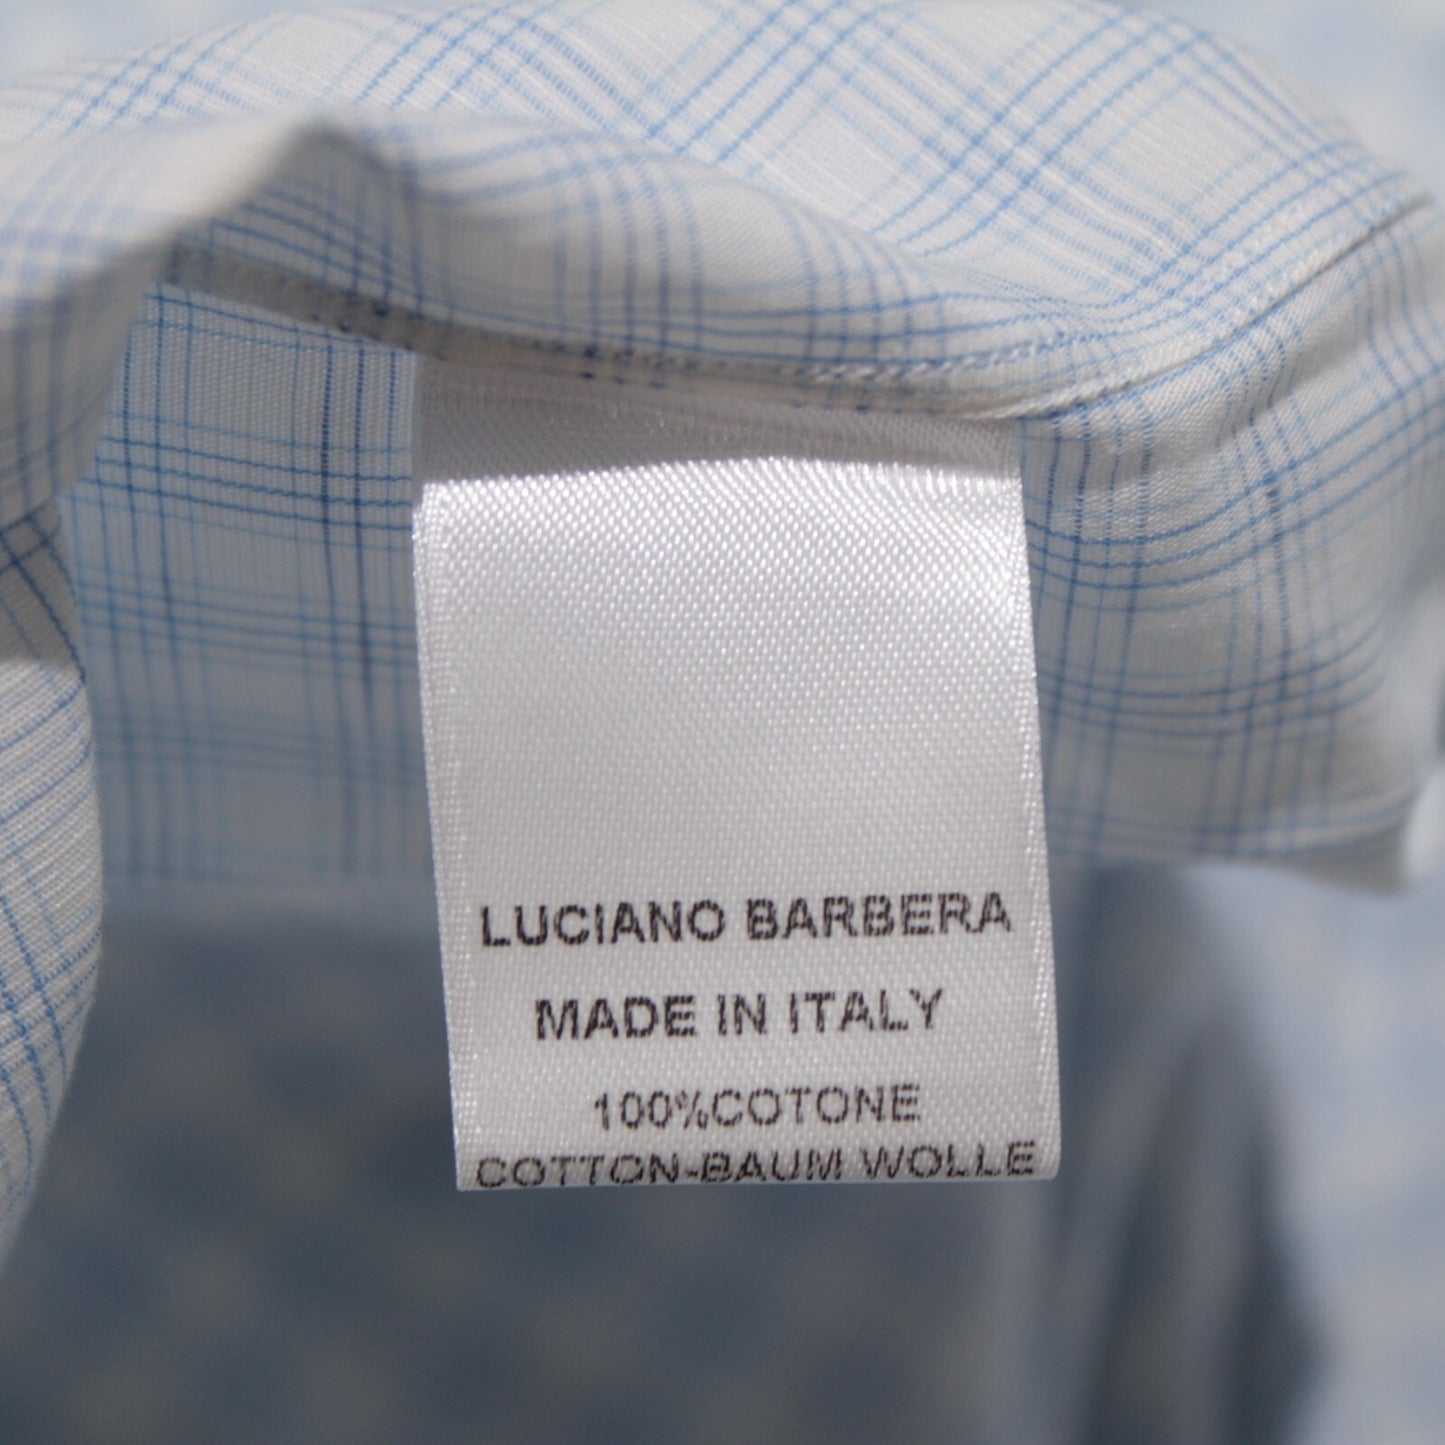 LUCIANO BARBERA
MADE IN ITALY
100%COTONE
COTTON-BAUM WOLLE